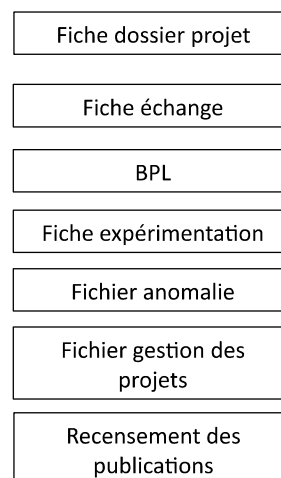 Fiche dossier projet
Fiche échange
BPL
Fiche expérimentation
Fichier anomalie
Fichier gestion des
projets
Recensement des
publications